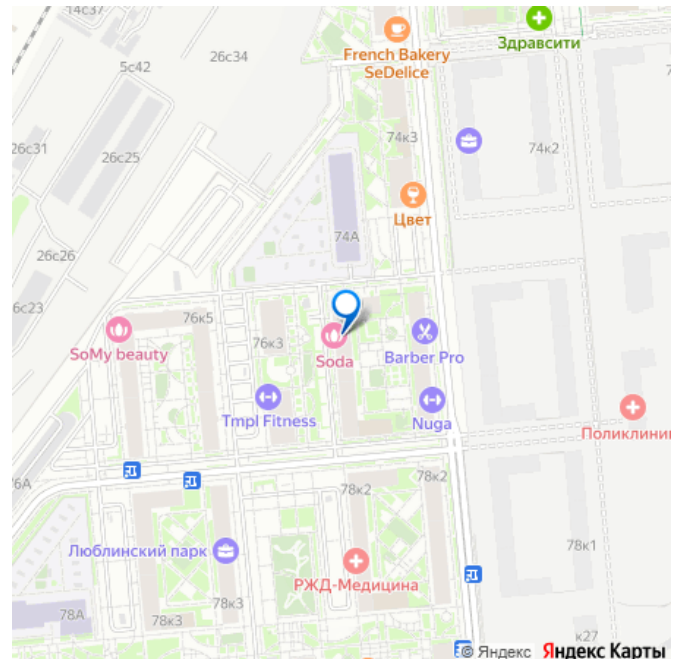 14с37
French Bakery
SeDelice
Здравсити
5с42
26с34
74к3
74к2
26с31
26с25
Цвет
74А
26с26
6с23
76к5
SoMy beauty
76к3
Soda
Barber Pro
Tmpl Fitness
Nuga
Поликлини
6А
78к2
78к2
Люблинский парк
78к1
РЖД-Медицина
78А
78к3
78к3
к27
© Яндекс Яндекс Карты